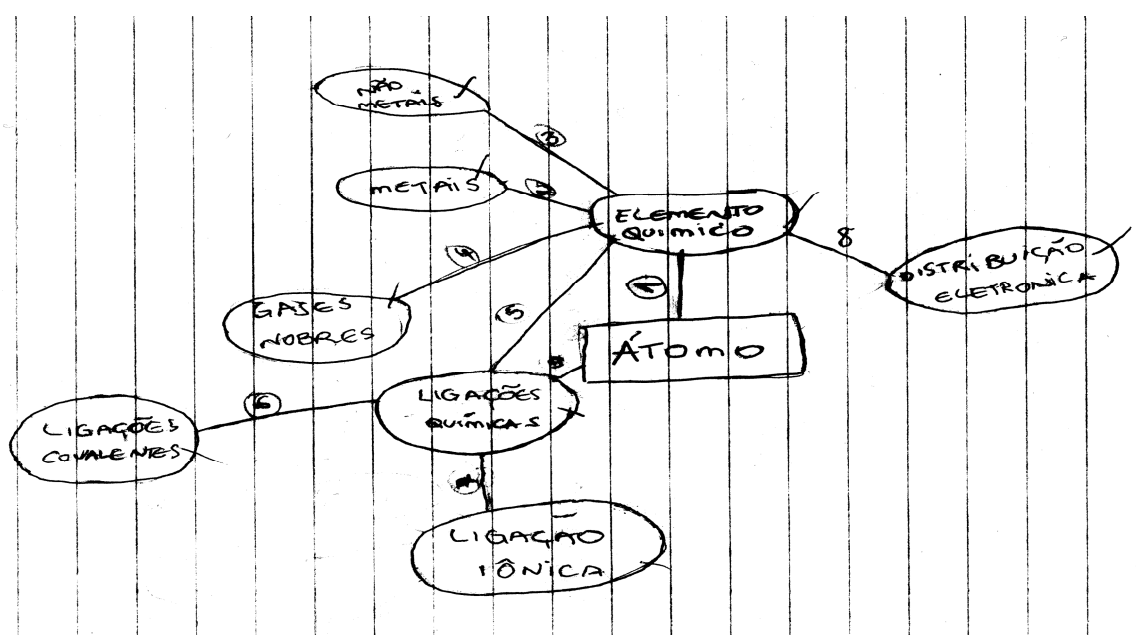 NÃO
METAIS
3
METAIS
2
ELEMENTO
QUIMICO
8
DISTRIBUIÇÃO
ELETRONICA
4
GASES
NOBRES
1
5
ÁTOMO
LIGAÇÕES
QUÍMICAS
6
LIGAÇÕES
COVALENTES
LIGAÇÃO
IÔNICA